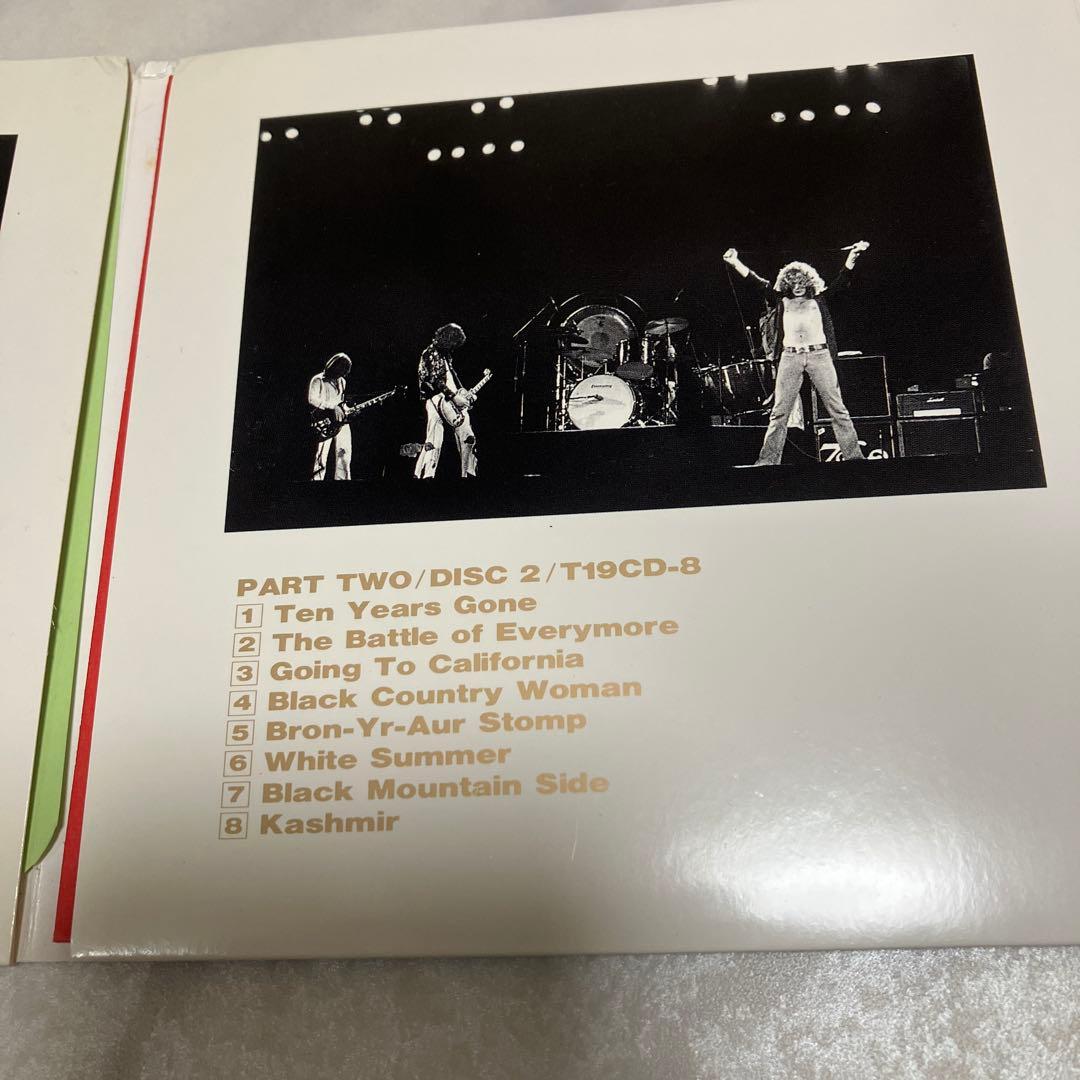 PART TWO/DISC 2/T19CD-8
1 Ten Years Gone
2 The Battle of Everymore
3 Going To California
4 Black Country Woman
5 Bron-Yr-Aur Stomp
6 White Summer
7 Black Mountain Side
8 Kashmir